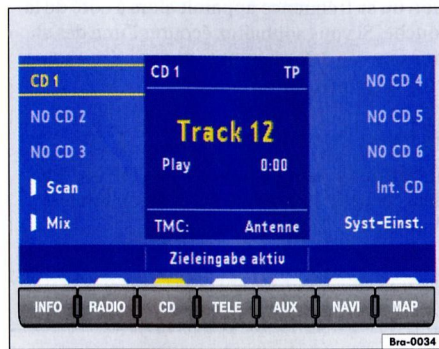 CD 1
NO CD 2
NO CD 3
Scan
Mix
CD 1 TP
Track 12
Play 0:00
TMC: Antenne
NO CD 4
NO CD 5
NO CD 6
Int. CD
Syst-Einst.
Zieleingabe aktiv
INFO RADIO CD TELE AUX NAVI MAP
Bra-0034